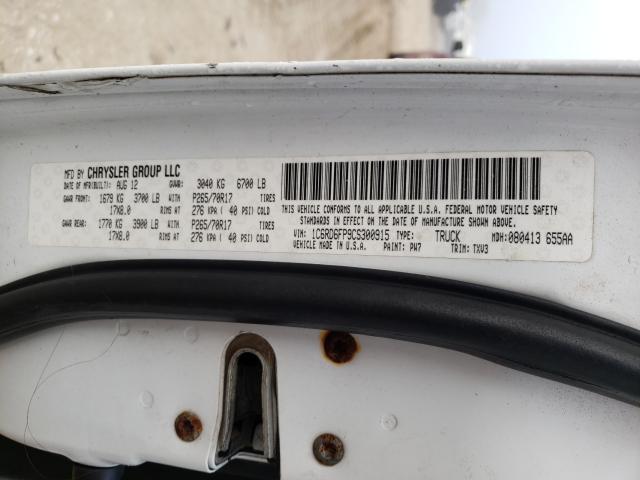 MFD BY CHRYSLER GROUP LLC
DATE OF MFR(BUILT): AUG 12 GVWR: 3040 KG 6700 LB
GAWR FRONT: 1679 KG 3700 LB WITH P265/70R17 TIRES
17X8.0 RIMS AT 276 KPA ( 40 PSI) COLD
GAWR REAR: 1770 KG 3900 LB WITH P265/70R17 TIRES
17X8.0 RIMS AT 276 KPA ( 40 PSI) COLD
THIS VEHICLE CONFORMS TO ALL APPLICABLE U.S.A. FEDERAL MOTOR VEHICLE SAFETY
STANDARDS IN EFFECT ON THE DATE OF MANUFACTURE SHOWN ABOVE.
VIN: 1C6RD6FP9CS300915 TYPE: TRUCK MDH:080413 655AA
VEHICLE MADE IN U.S.A. PAINT: PW7 TRIM: TXV3